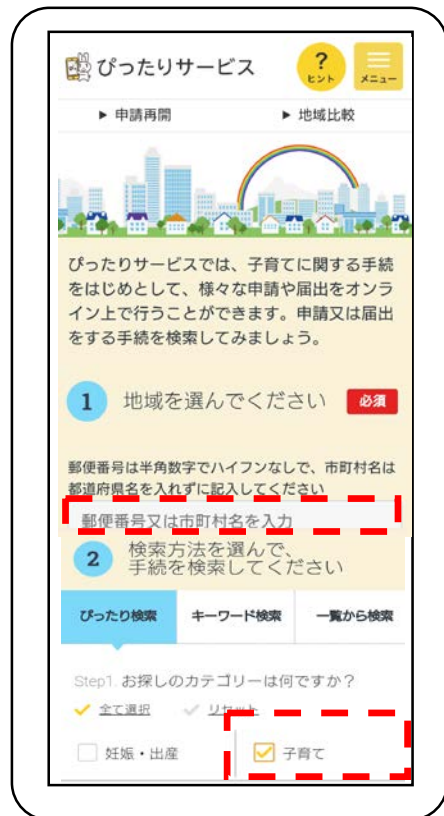 ぴったりサービス
?
ヒント
メニュー
▶ 申請再開
▶ 地域比較
ぴったりサービスでは、子育てに関する手続
をはじめとして、様々な申請や届出をオンラ
イン上で行うことができます。申請又は届出
をする手続を検索してみましょう。
1 地域を選んでください 必須
郵便番号は半角数字でハイフンなしで、市町村名は
都道府県名を入れずに記入してください
郵便番号又は市町村名を入力
2 検索方法を選んで、
手続を検索してください
ぴったり検索 キーワード検索 一覧から検索
Step1. お探しのカテゴリーは何ですか?
全て選択 リセット
妊娠・出産 子育て